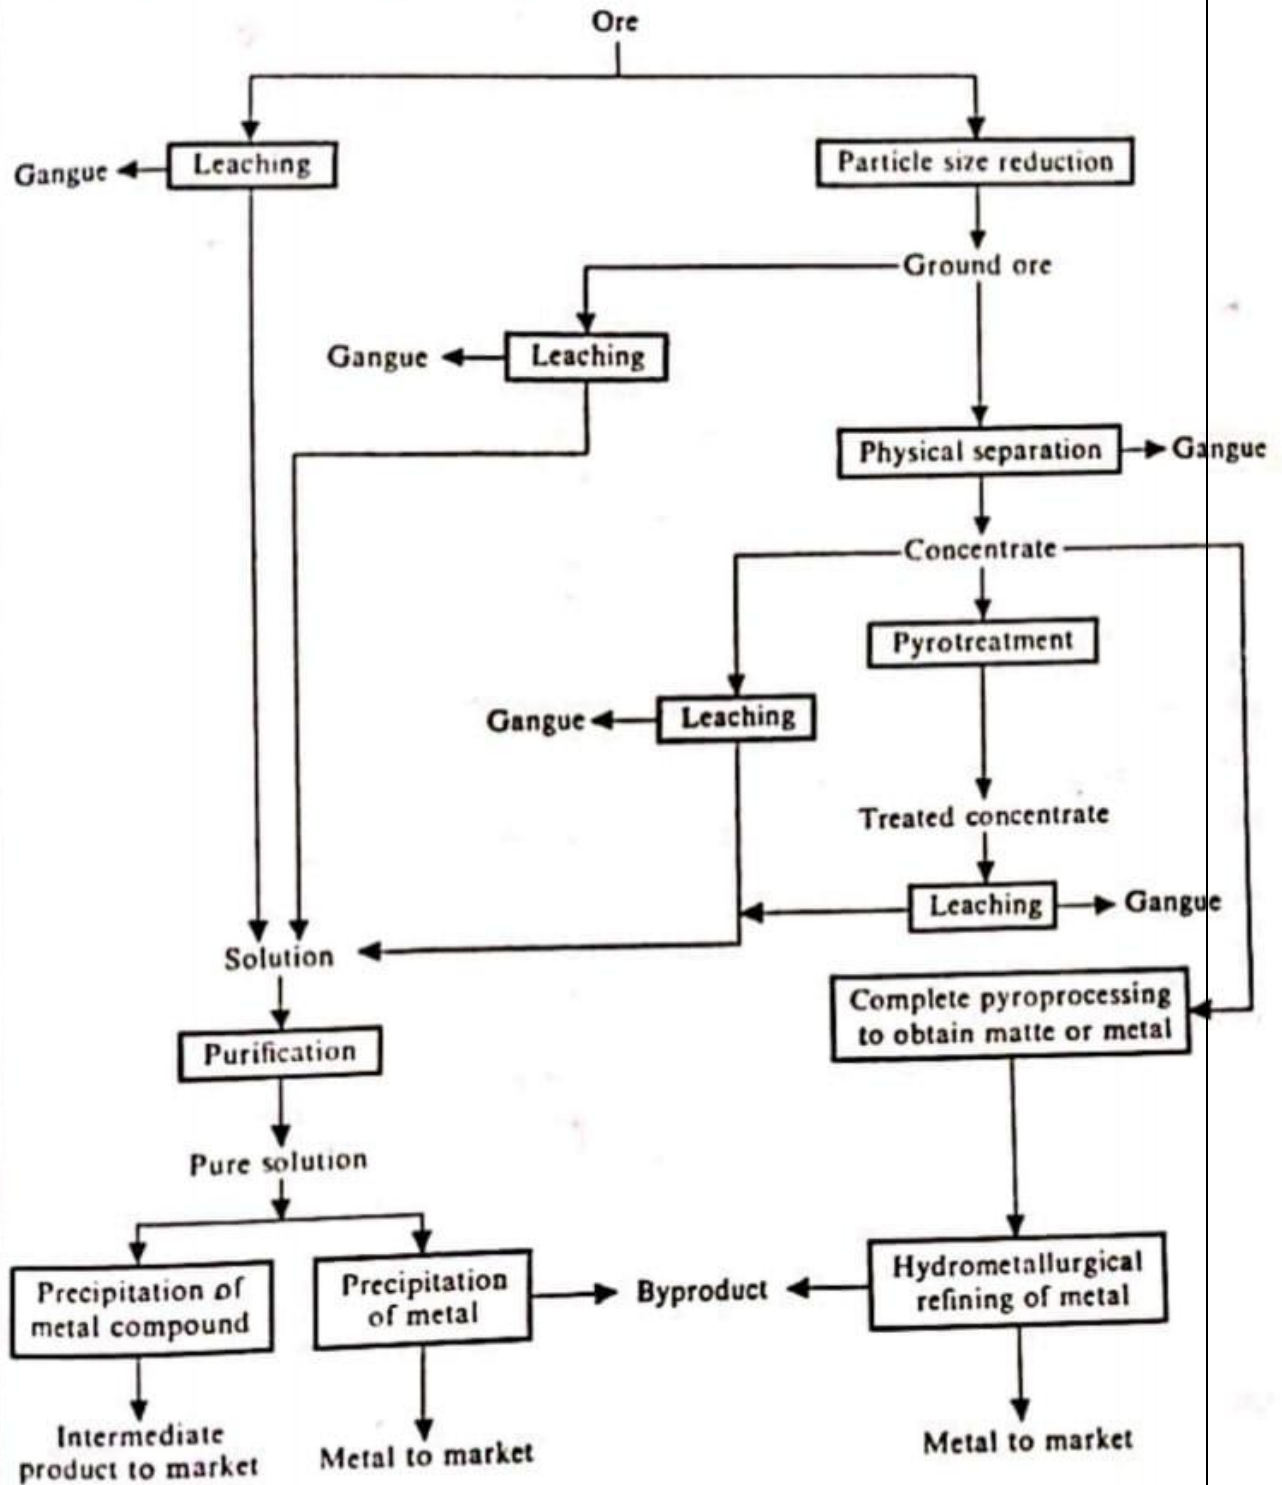 Ore
Leaching
Gangue
Particle size reduction
Ground ore
Leaching
Gangue
Physical separation
Gangue
Concentrate
Pyrotreatment
Leaching
Gangue
Treated concentrate
Leaching
Gangue
Solution
Complete pyroprocessing
to obtain matte or metal
Purification
Pure solution
Precipitation of
metal compound
Precipitation
of metal
Byproduct
Hydrometallurgical
refining of metal
Intermediate
product to market
Metal to market
Metal to market